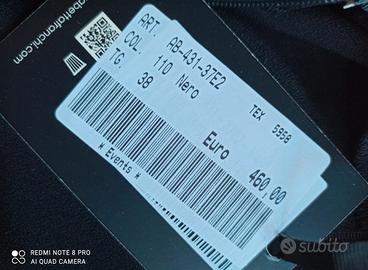 abettafranchi.com
ART. AB-431-37E2
COL. 110 Nero
TG. 38
TEX 5958
Euro 460,00
* Events *
REDMI NOTE 8 PRO
AI QUAD CAMERA
subito